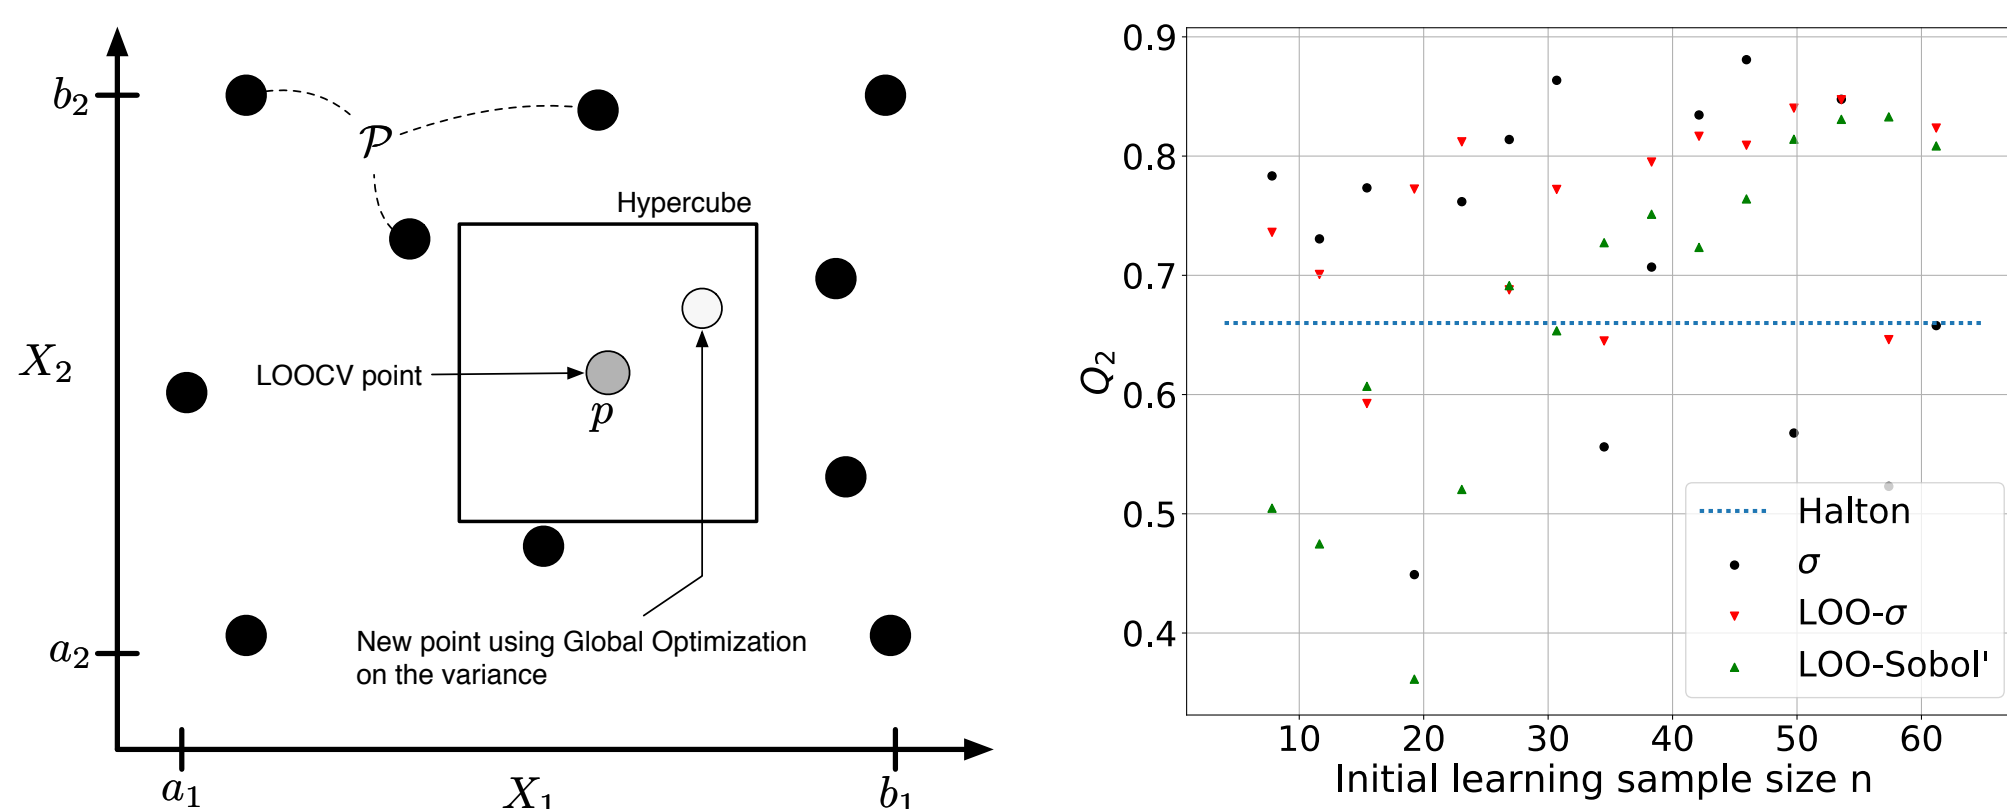 b₂
𝒫
Hypercube
X₂
LOOCV point
p
New point using Global Optimization
on the variance
a₂
a₁
X₁
b₁
0.9
0.8
0.7
0.6
0.5
0.4
Q₂
Halton
σ
LOO-σ
LOO-Sobol'
10 20 30 40 50 60
Initial learning sample size n